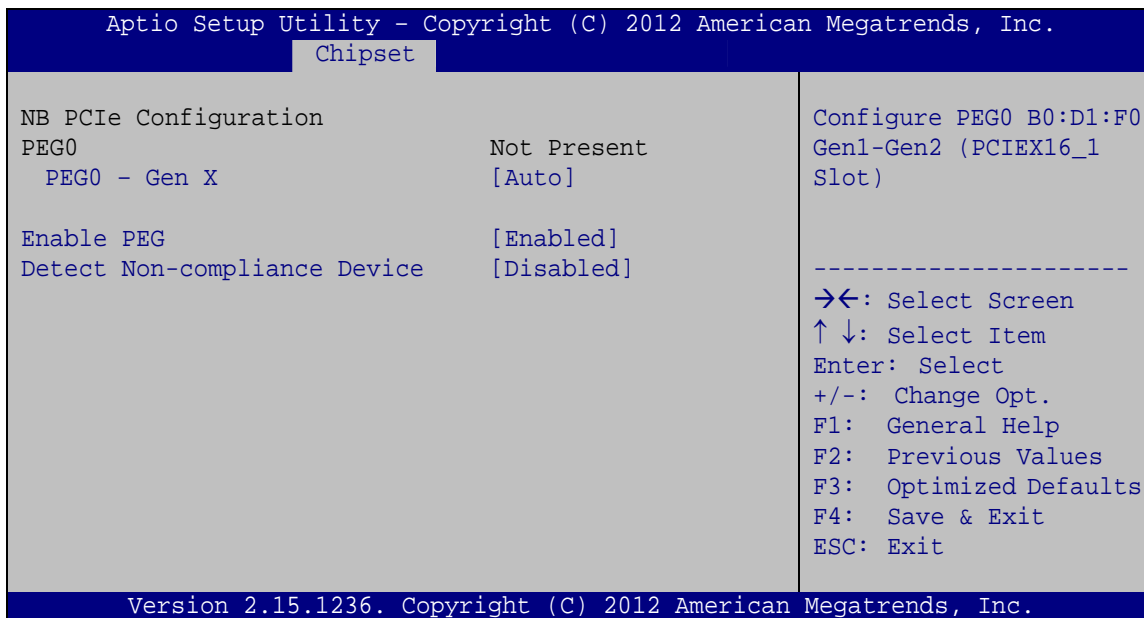 Aptio Setup Utility – Copyright (C) 2012 American Megatrends, Inc.
Chipset
NB PCIe Configuration
PEG0 Not Present
PEG0 – Gen X [Auto]
Enable PEG [Enabled]
Detect Non-compliance Device [Disabled]
Configure PEG0 B0:D1:F0
Gen1-Gen2 (PCIEX16_1
Slot)
----------------------
→←: Select Screen
↑ ↓: Select Item
Enter: Select
+/-: Change Opt.
F1: General Help
F2: Previous Values
F3: Optimized Defaults
F4: Save & Exit
ESC: Exit
Version 2.15.1236. Copyright (C) 2012 American Megatrends, Inc.